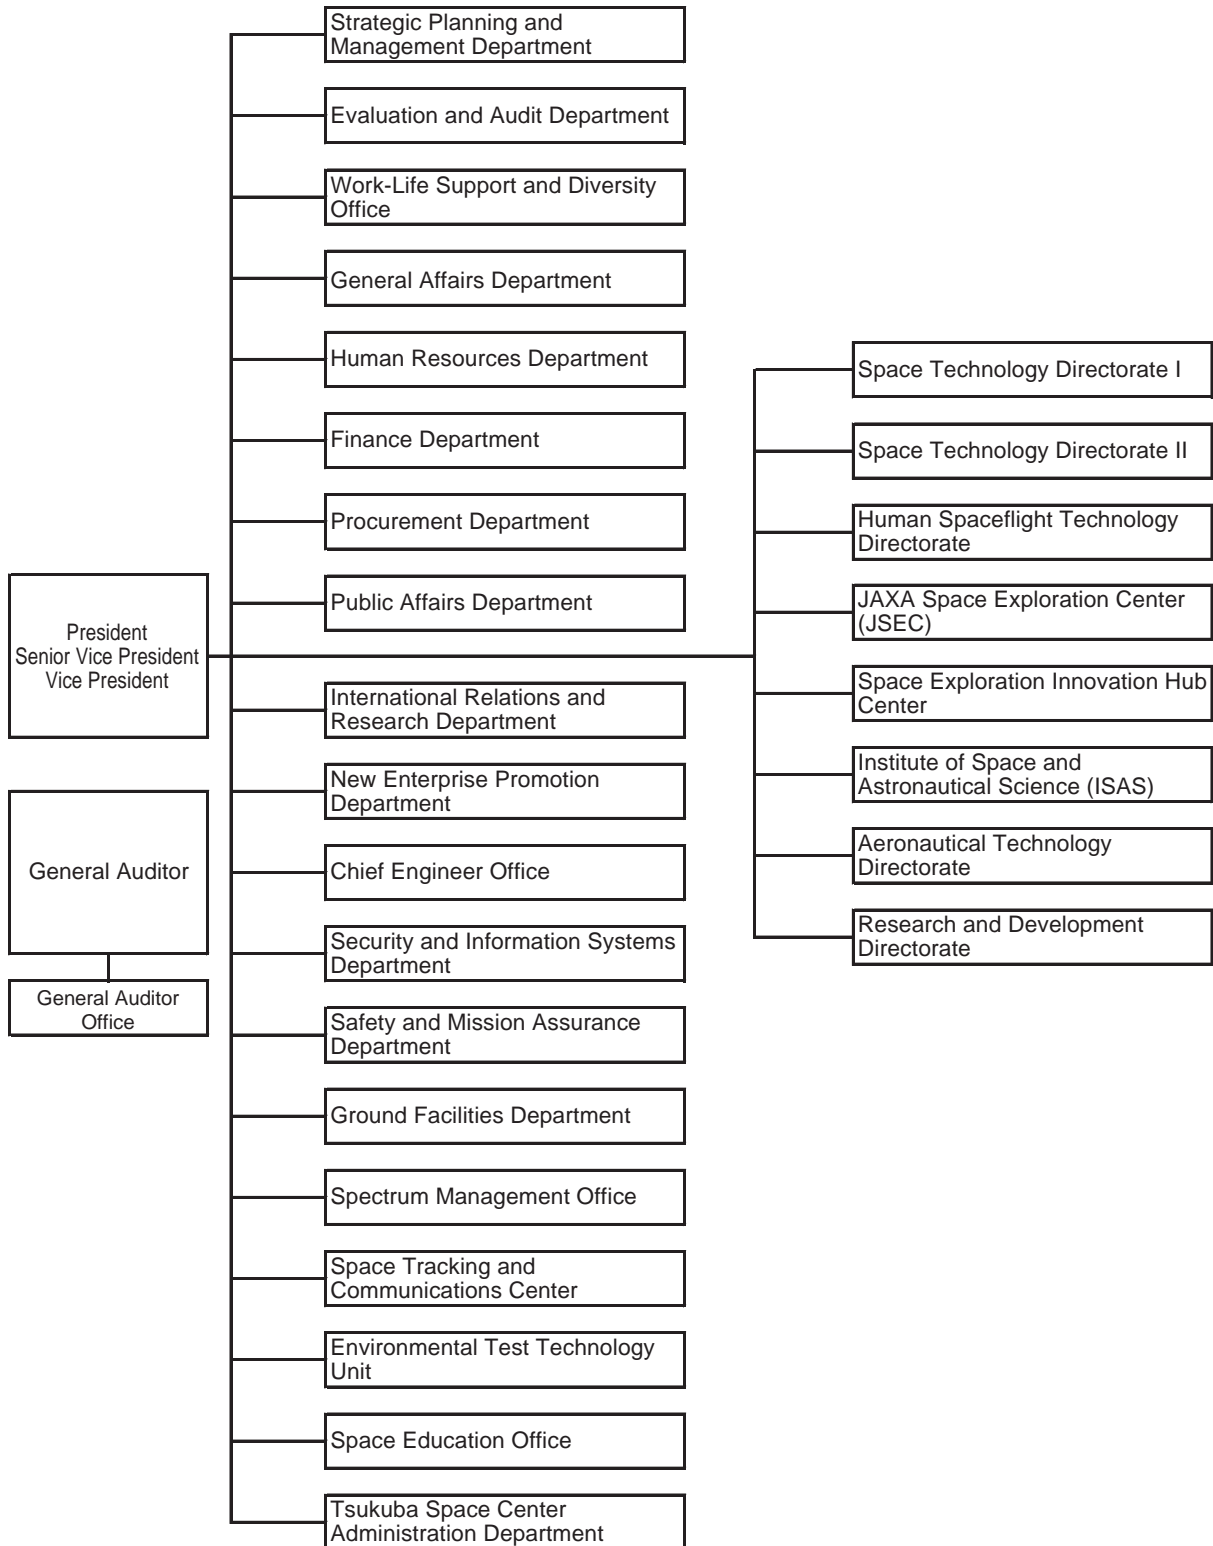 President
Senior Vice President
Vice President
General Auditor
General Auditor
Office
Strategic Planning and
Management Department
Evaluation and Audit Department
Work-Life Support and Diversity
Office
General Affairs Department
Human Resources Department
Finance Department
Procurement Department
Public Affairs Department
International Relations and
Research Department
New Enterprise Promotion
Department
Chief Engineer Office
Security and Information Systems
Department
Safety and Mission Assurance
Department
Ground Facilities Department
Spectrum Management Office
Space Tracking and
Communications Center
Environmental Test Technology
Unit
Space Education Office
Tsukuba Space Center
Administration Department
Space Technology Directorate I
Space Technology Directorate II
Human Spaceflight Technology
Directorate
JAXA Space Exploration Center
(JSEC)
Space Exploration Innovation Hub
Center
Institute of Space and
Astronautical Science (ISAS)
Aeronautical Technology
Directorate
Research and Development
Directorate